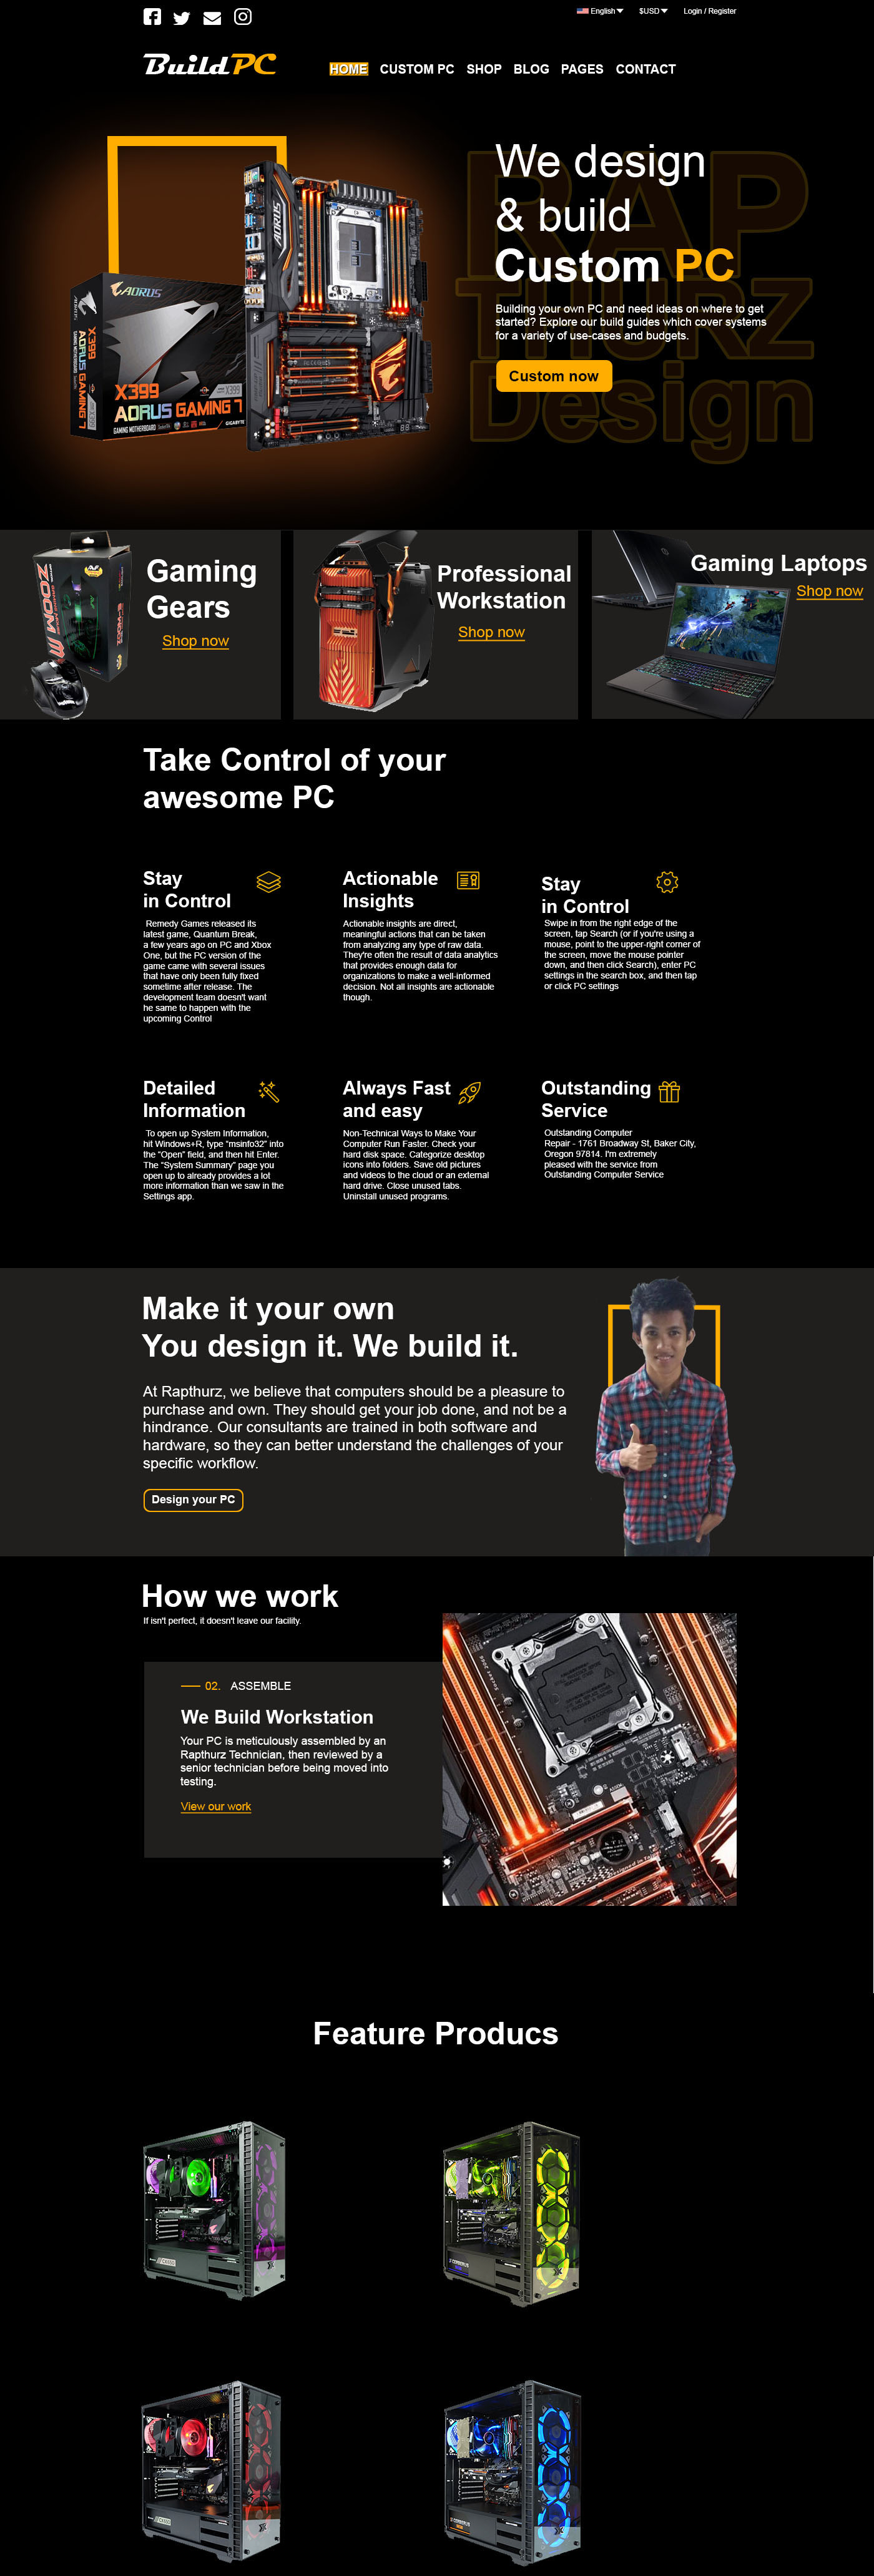 English
$USD
Login / Register
BuildPC
HOME
CUSTOM PC
SHOP
BLOG
PAGES
CONTACT
RAP
THURZ
Design
We design
& build
Custom PC
Building your own PC and need ideas on where to get
started? Explore our build guides which cover systems
for a variety of use-cases and budgets.
Custom now
AORUS
AORUS
X399
AORUS GAMING 7
X399
AORUS GAMING 7
GAMING MOTHERBOARD
X399
GIGABYTE
ZOOM
Gaming
Gears
Shop now
Professional
Workstation
Shop now
Gaming Laptops
Shop now
Take Control of your
awesome PC
Stay
in Control
Remedy Games released its
latest game, Quantum Break,
a few years ago on PC and Xbox
One, but the PC version of the
game came with several issues
that have only been fully fixed
sometime after release. The
development team doesn't want
he same to happen with the
upcoming Control
Actionable
Insights
Actionable insights are direct,
meaningful actions that can be taken
from analyzing any type of raw data.
They're often the result of data analytics
that provides enough data for
organizations to make a well-informed
decision. Not all insights are actionable
though.
Stay
in Control
Swipe in from the right edge of the
screen, tap Search (or if you're using a
mouse, point to the upper-right corner of
the screen, move the mouse pointer
down, and then click Search), enter PC
settings in the search box, and then tap
or click PC settings
Detailed
Information
To open up System Information,
hit Windows+R, type “msinfo32” into
the “Open” field, and then hit Enter.
The “System Summary” page you
open up to already provides a lot
more information than we saw in the
Settings app.
Always Fast
and easy
Non-Technical Ways to Make Your
Computer Run Faster. Check your
hard disk space. Categorize desktop
icons into folders. Save old pictures
and videos to the cloud or an external
hard drive. Close unused tabs.
Uninstall unused programs.
Outstanding
Service
Outstanding Computer
Repair - 1761 Broadway St, Baker City,
Oregon 97814. I'm extremely
pleased with the service from
Outstanding Computer Service
Make it your own
You design it. We build it.
At Rapthurz, we believe that computers should be a pleasure to
purchase and own. They should get your job done, and not be a
hindrance. Our consultants are trained in both software and
hardware, so they can better understand the challenges of your
specific workflow.
Design your PC
How we work
If isn't perfect, it doesn't leave our facility.
02. ASSEMBLE
We Build Workstation
Your PC is meticulously assembled by an
Rapthurz Technician, then reviewed by a
senior technician before being moved into
testing.
View our work
Feature Producs